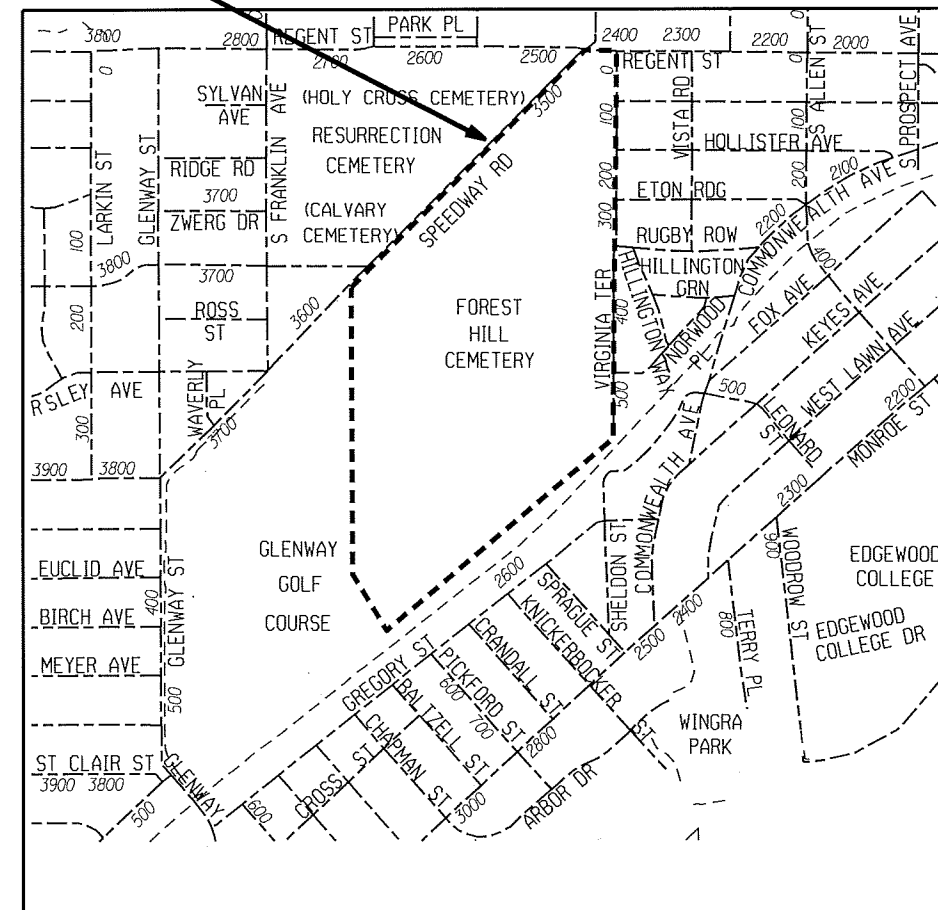 3800
2800
REGENT ST
PARK PL
2400
2300
2200
2000
0
0
0
0
S ALLEN ST
S PROSPECT AVE
2700
2600
2500
REGENT ST
SYLVAN
AVE
S FRANKLIN AVE
(HOLY CROSS CEMETERY)
3500
VISTA RD
100
100
RESURRECTION
CEMETERY
HOLLISTER AVE
LARKIN ST
GLENWAY ST
RIDGE RD
3700
200
ETON RDG
200
2100
COMMONWEALTH AVE
ZWERG DR
(CALVARY
CEMETERY)
SPEEDWAY RD
300
RUGBY ROW
2200
100
3800
3700
HILLINGTON
GRN
HILLINGTON WAY
NORWOOD PL
400
FOX AVE
KEYES AVE
200
ROSS
ST
3600
FOREST
HILL
CEMETERY
VIRGINIA TER
400
500
500
WEST LAWN AVE
RSLEY AVE
WAVERLY
PL
3700
300
LEONARD
ST
2200
MONROE ST
3900
3800
COMMONWEALTH AVE
2300
SHELDON ST
GLENWAY
GOLF
COURSE
EUCLID AVE
400
BIRCH AVE
GLENWAY ST
MEYER AVE
500
2600
SPRAGUE ST
KNICKERBOCKER ST
2500
2400
900
WOODROW ST
EDGEWOOD
COLLEGE
800
TERRY PL
EDGEWOOD
COLLEGE DR
GREGORY ST
CRANDALL ST
PICKFORD ST
600
700
BALTZELL ST
2800
WINGRA
PARK
ST CLAIR ST
3900
3800
GLENWAY
500
600
CROSS ST
CHAPMAN ST
3000
ARBOR DR